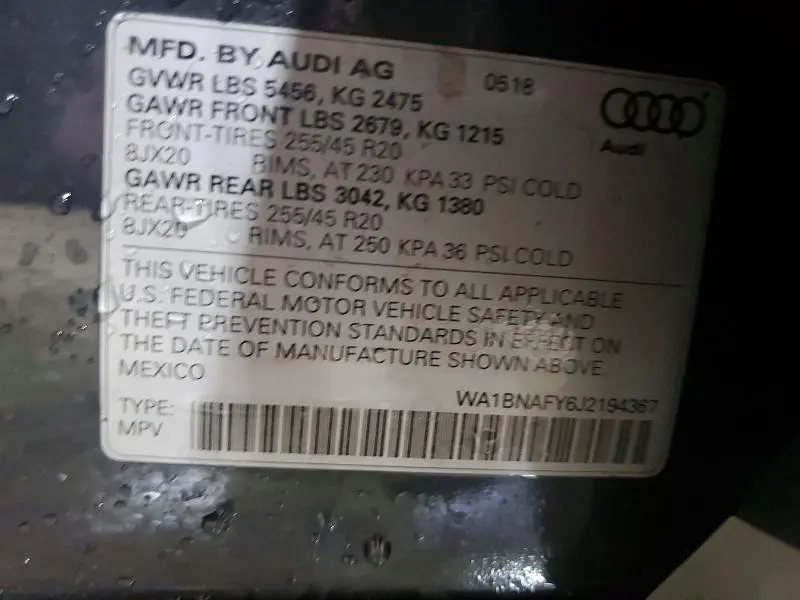 MFD. BY AUDI AG 0518
GVWR LBS 5456, KG 2475
GAWR FRONT LBS 2679, KG 1215
FRONT-TIRES 255/45 R20
8JX20 RIMS, AT 230 KPA 33 PSI COLD
GAWR REAR LBS 3042, KG 1380
REAR-TIRES 255/45 R20
8JX20 RIMS, AT 250 KPA 36 PSI COLD
THIS VEHICLE CONFORMS TO ALL APPLICABLE
U.S. FEDERAL MOTOR VEHICLE SAFETY AND
THEFT PREVENTION STANDARDS IN EFFECT ON
THE DATE OF MANUFACTURE SHOWN ABOVE
MEXICO
WA1BNAFY6J2194367
TYPE:
MPV
Audi